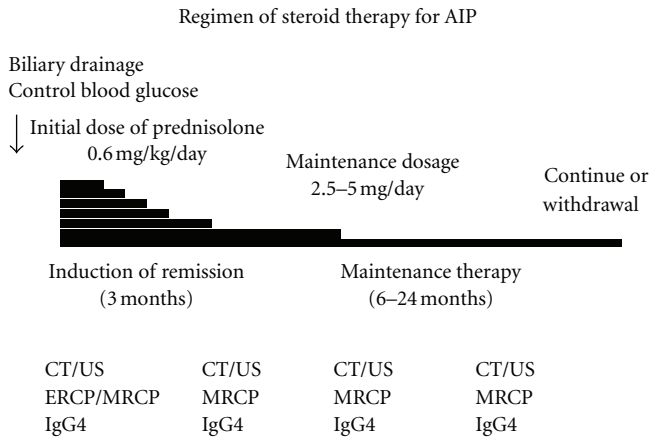 Regimen of steroid therapy for AIP
Biliary drainage
Control blood glucose
Initial dose of prednisolone
0.6 mg/kg/day
Maintenance dosage
2.5–5 mg/day
Continue or
withdrawal
Induction of remission
(3 months)
Maintenance therapy
(6–24 months)
CT/US
ERCP/MRCP
IgG4
CT/US
MRCP
IgG4
CT/US
MRCP
IgG4
CT/US
MRCP
IgG4